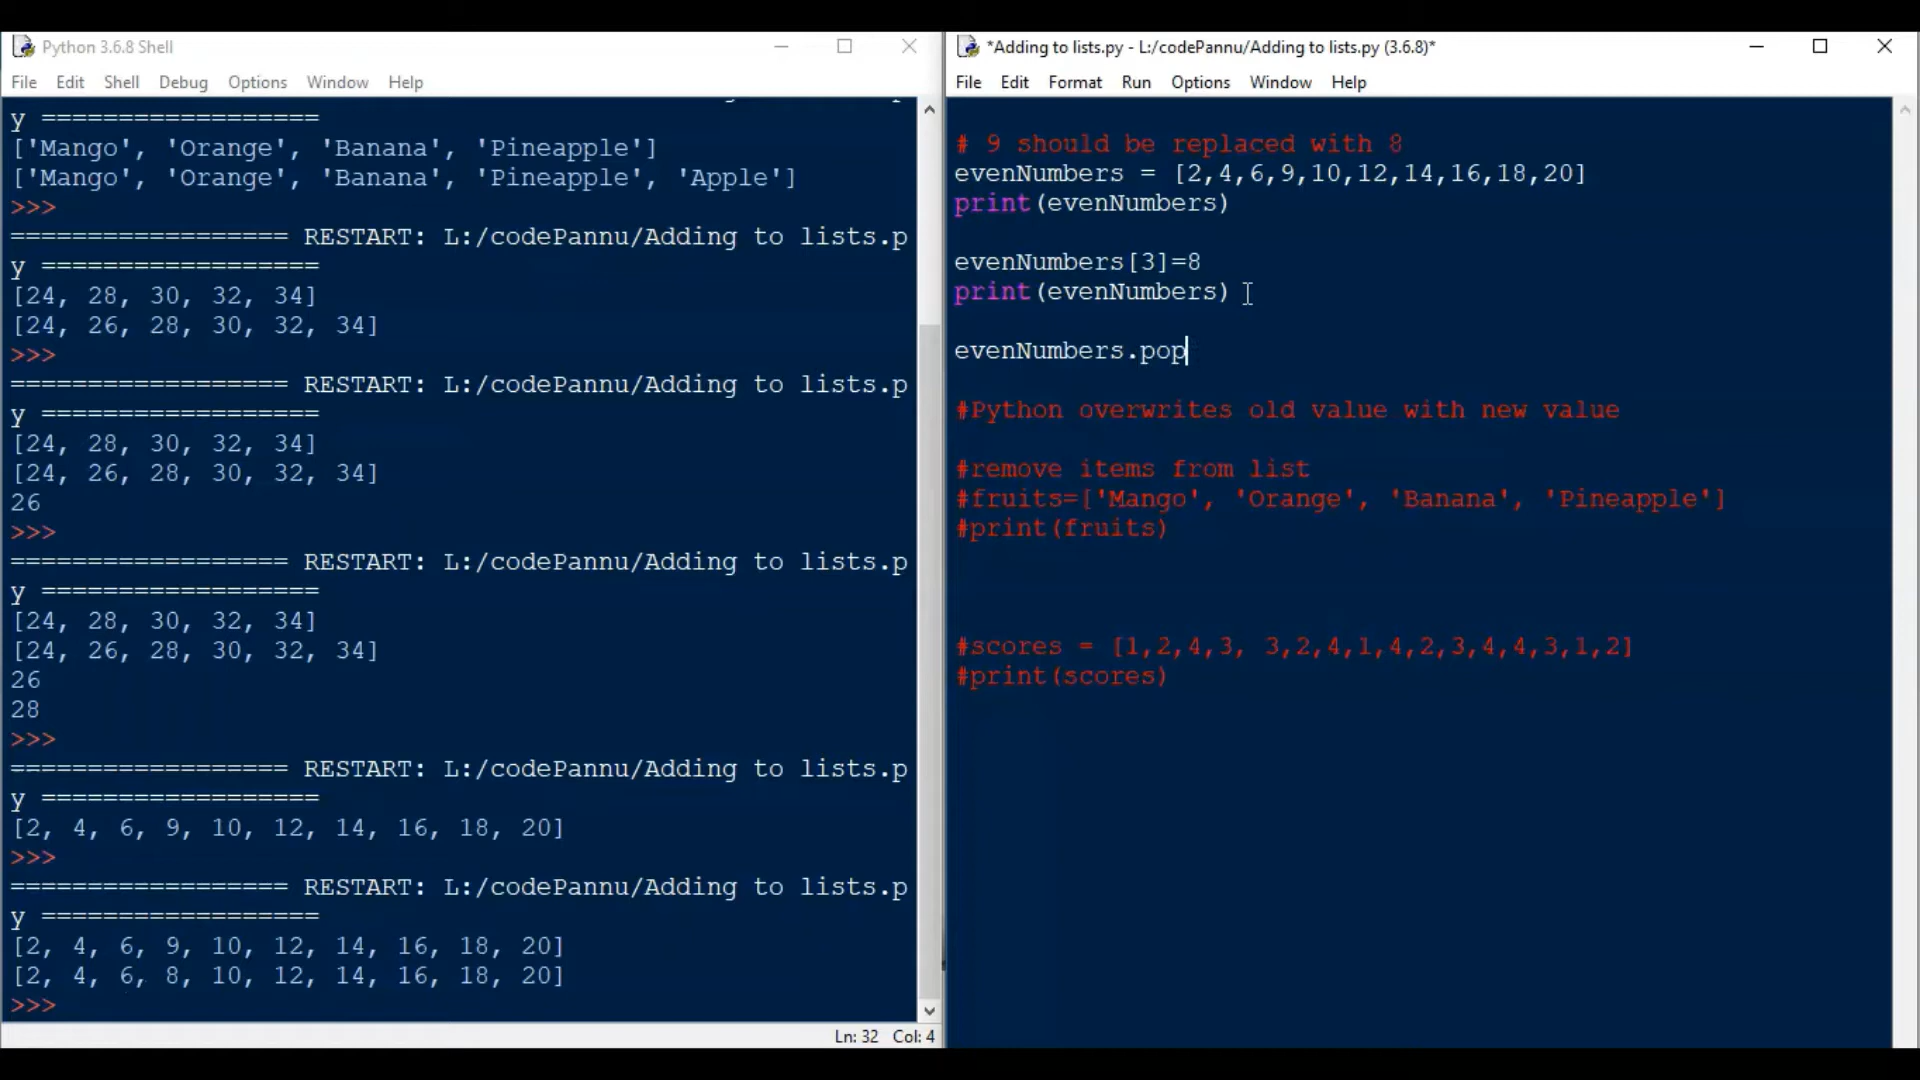 Python 3.6.8 Shell
File Edit Shell Debug Options Window Help
y ==================
['Mango', 'Orange', 'Banana', 'Pineapple']
['Mango', 'Orange', 'Banana', 'Pineapple', 'Apple']
>>>
================== RESTART: L:/codePannu/Adding to lists.p
y ==================
[24, 28, 30, 32, 34]
[24, 26, 28, 30, 32, 34]
>>>
================== RESTART: L:/codePannu/Adding to lists.p
y ==================
[24, 28, 30, 32, 34]
[24, 26, 28, 30, 32, 34]
26
>>>
================== RESTART: L:/codePannu/Adding to lists.p
y ==================
[24, 28, 30, 32, 34]
[24, 26, 28, 30, 32, 34]
26
28
>>>
================== RESTART: L:/codePannu/Adding to lists.p
y ==================
[2, 4, 6, 9, 10, 12, 14, 16, 18, 20]
>>>
================== RESTART: L:/codePannu/Adding to lists.p
y ==================
[2, 4, 6, 9, 10, 12, 14, 16, 18, 20]
[2, 4, 6, 8, 10, 12, 14, 16, 18, 20]
>>>
Ln: 32 Col: 4
*Adding to lists.py - L:/codePannu/Adding to lists.py (3.6.8)*
File Edit Format Run Options Window Help
# 9 should be replaced with 8
evenNumbers = [2,4,6,9,10,12,14,16,18,20]
print(evenNumbers)
evenNumbers[3]=8
print(evenNumbers)
evenNumbers.pop
#Python overwrites old value with new value
#remove items from list
#fruits=['Mango', 'Orange', 'Banana', 'Pineapple']
#print(fruits)
#scores = [1,2,4,3, 3,2,4,1,4,2,3,4,4,3,1,2]
#print(scores)